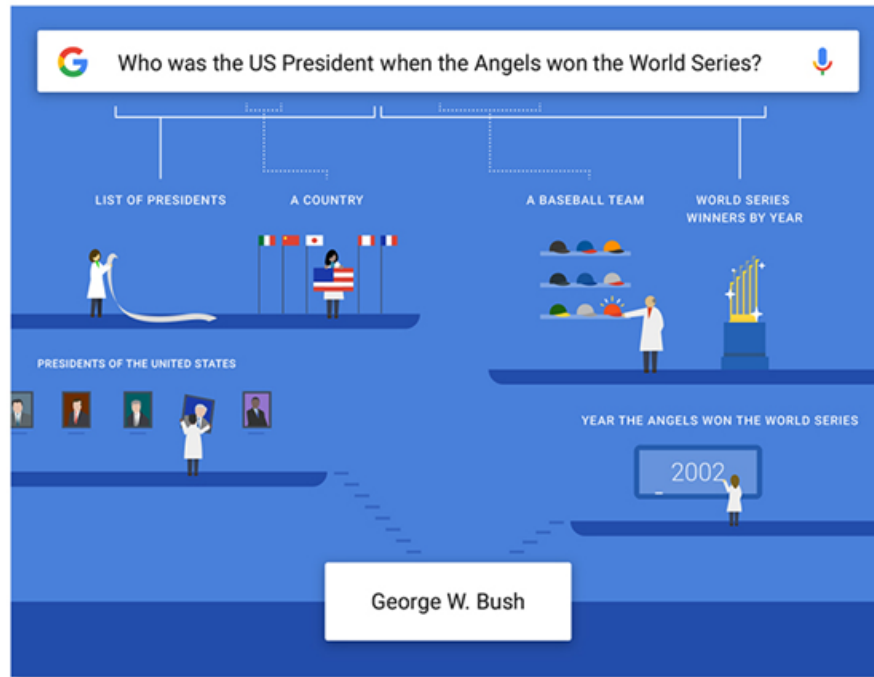 Who was the US President when the Angels won the World Series?
LIST OF PRESIDENTS
A COUNTRY
A BASEBALL TEAM
WORLD SERIES
WINNERS BY YEAR
PRESIDENTS OF THE UNITED STATES
YEAR THE ANGELS WON THE WORLD SERIES
2002
George W. Bush